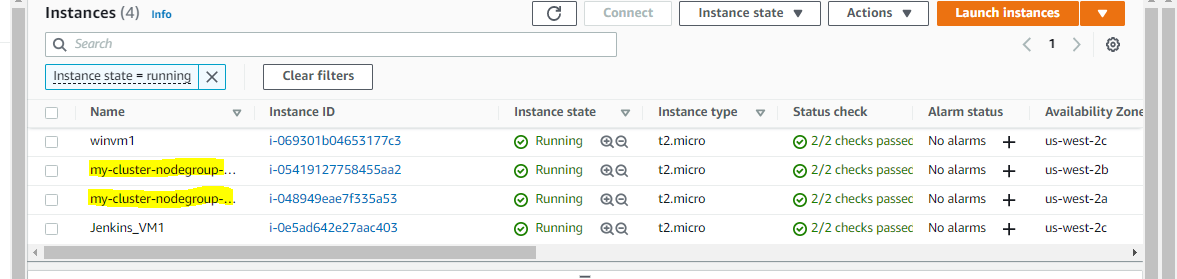 Instances (4) Info Connect Instance state Actions Launch instances
Search 1
Instance state = running Clear filters
Name Instance ID Instance state Instance type Status check Alarm status Availability Zone
winvm1 i-069301b04653177c3 Running t2.micro 2/2 checks passed No alarms us-west-2c
my-cluster-nodegroup-... i-05419127758455aa2 Running t2.micro 2/2 checks passed No alarms us-west-2b
my-cluster-nodegroup-... i-048949eae7f335a53 Running t2.micro 2/2 checks passed No alarms us-west-2a
Jenkins_VM1 i-0e5ad642e27aac403 Running t2.micro 2/2 checks passed No alarms us-west-2c